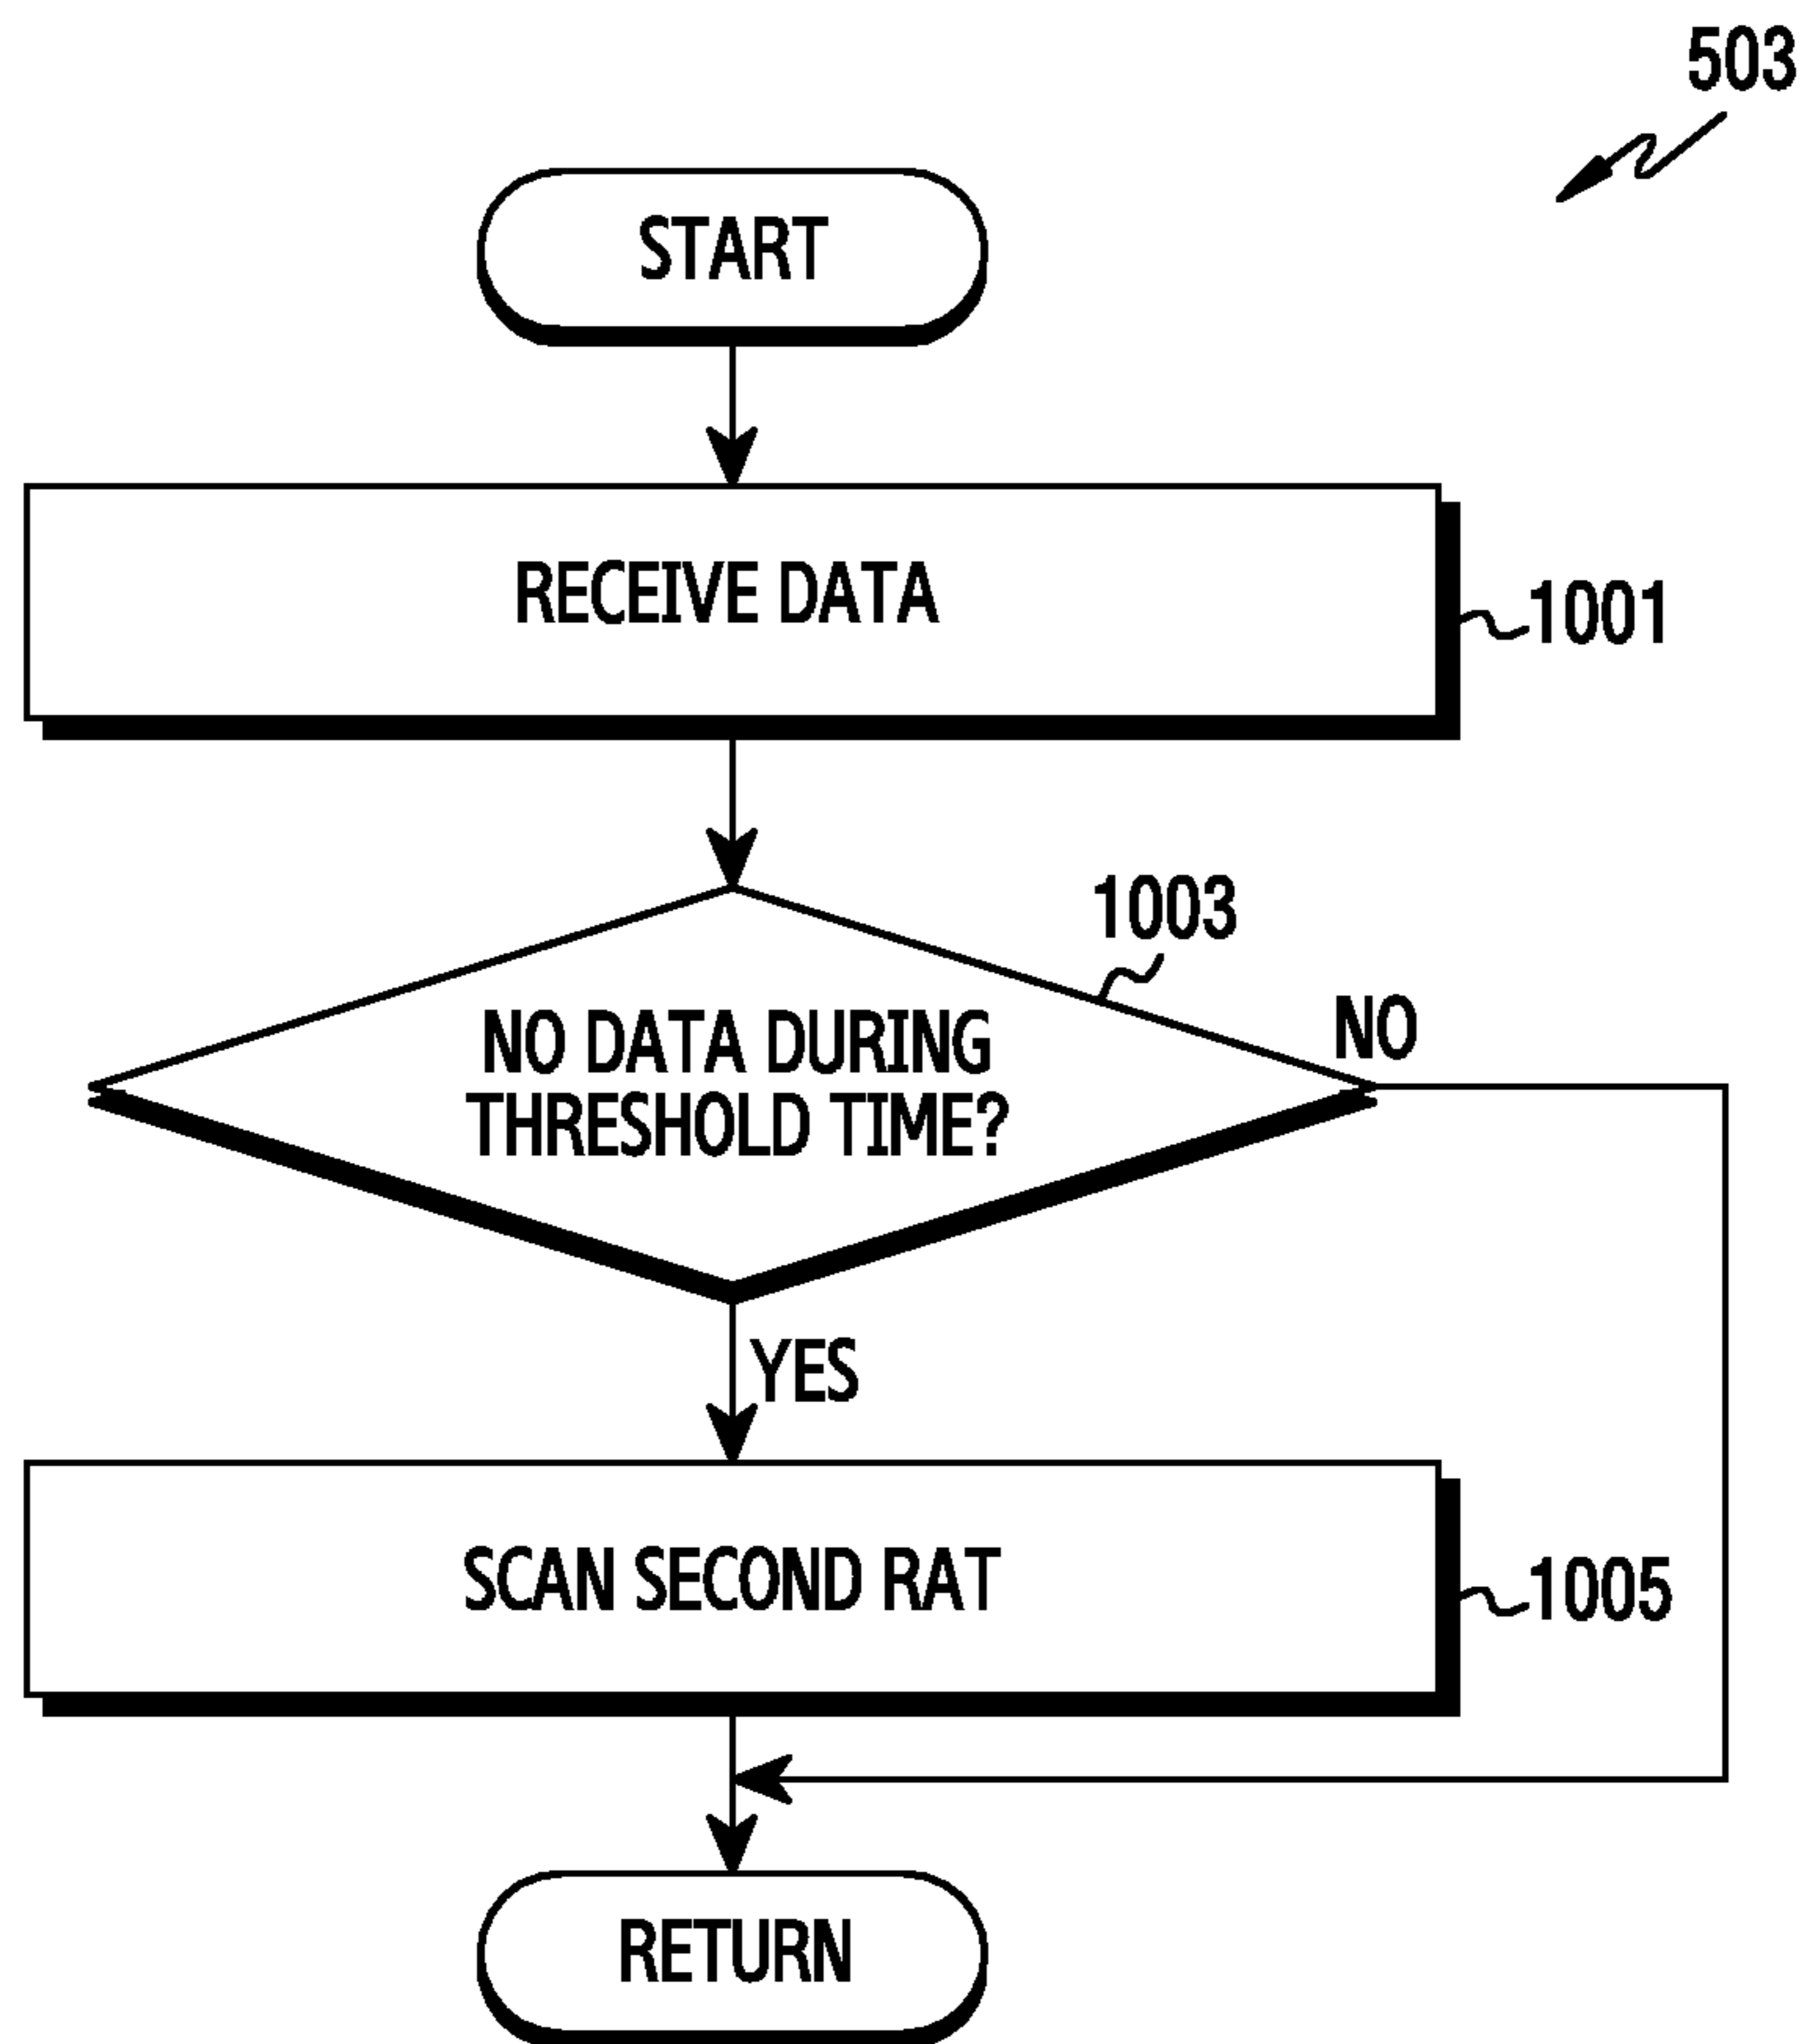 503
START
RECEIVE DATA
1001
1003
NO DATA DURING
THRESHOLD TIME?
NO
YES
SCAN SECOND RAT
1005
RETURN